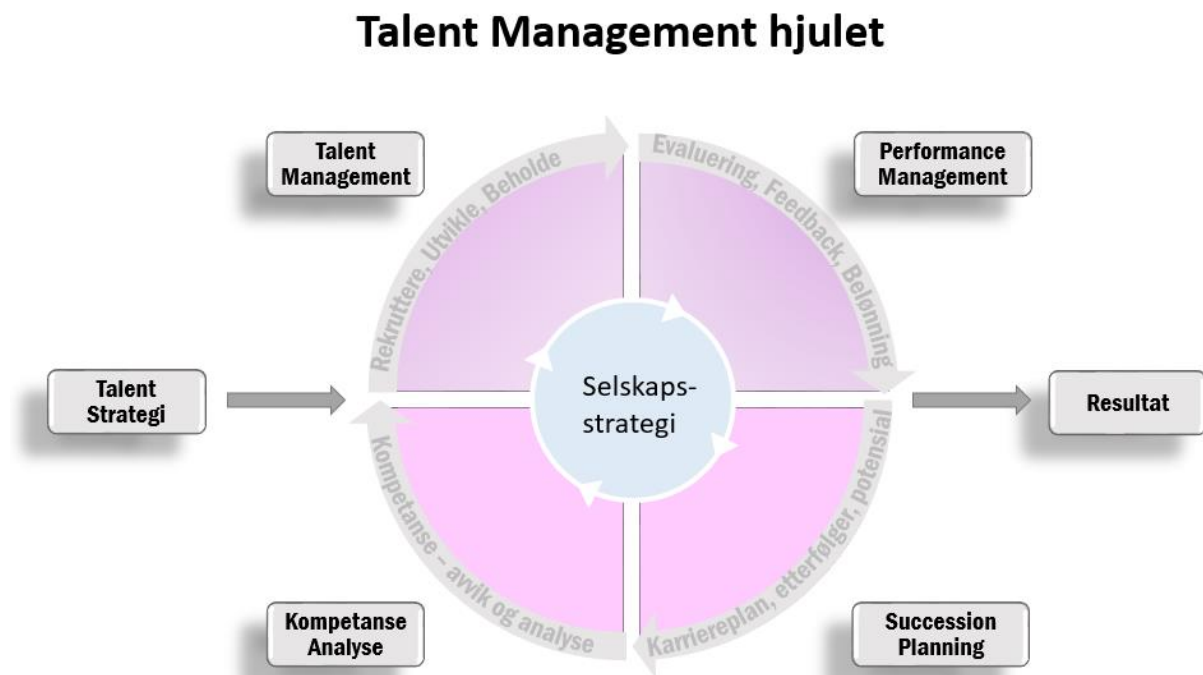 Talent Management hjulet
Talent
Management
Rekruttere, Utvikle, Beholde
Evaluering, Feedback, Belønning
Performance
Management
Talent
Strategi
Selskaps-
strategi
Resultat
Kompetanse – avvik og analyse
Karriereplan, etterfølger, potensial
Kompetanse
Analyse
Succession
Planning